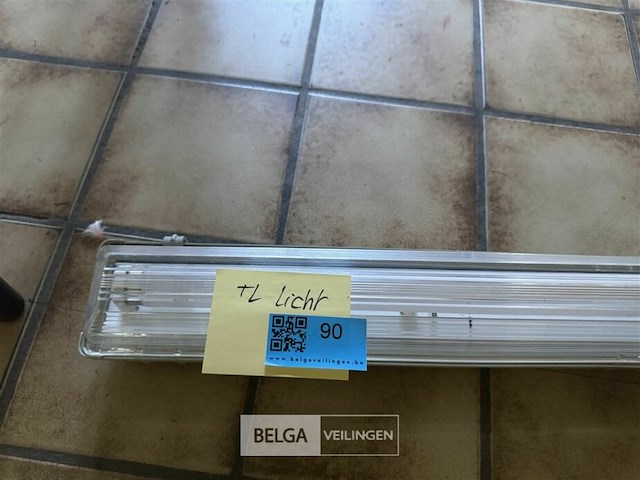 TL Licht
90
www.belgaveilingen.be
BELGA VEILINGEN